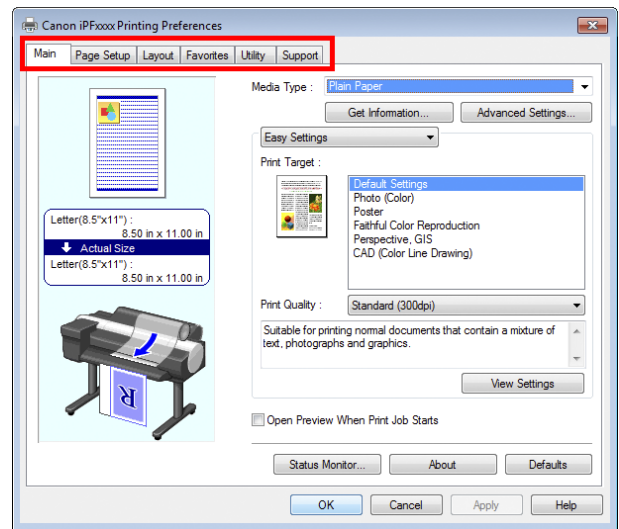 Canon iPFxxxx Printing Preferences
Main Page Setup Layout Favorites Utility Support
Media Type : Plain Paper
Get Information... Advanced Settings...
Easy Settings
Print Target :
Default Settings
Photo (Color)
Poster
Faithful Color Reproduction
Perspective, GIS
CAD (Color Line Drawing)
Letter(8.5"x11") :
8.50 in x 11.00 in
Actual Size
Letter(8.5"x11") :
8.50 in x 11.00 in
R
Print Quality : Standard (300dpi)
Suitable for printing normal documents that contain a mixture of
text, photographs and graphics.
View Settings
Open Preview When Print Job Starts
Status Monitor... About Defaults
OK Cancel Apply Help